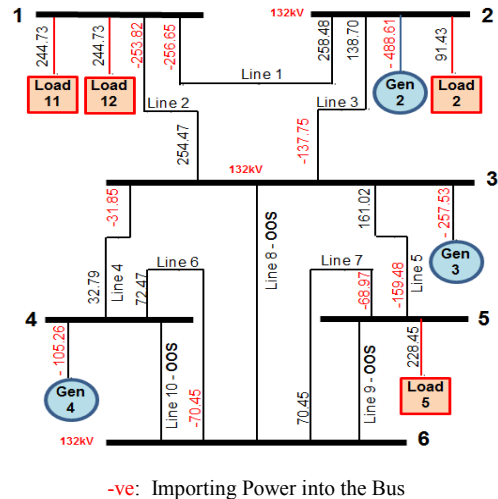 1
132kV
2
244.73
244.73
-253.82
-256.65
258.48
138.70
- 488.61
91.43
Load
11
Load
12
Line 1
Gen
2
Load
2
Line 2
Line 3
254.47
-137.75
132kV
3
-31.85
161.02
- 257.53
Line 8 - OOS
Gen
3
32.79
Line 4
Line 6
72.47
Line 7
-68.97
-159.48
Line 5
4
5
- 105.26
Line 10 - OOS
-70.45
70.45
Line 9 - OOS
228.45
Gen
4
Load
5
132kV
6
-ve: Importing Power into the Bus